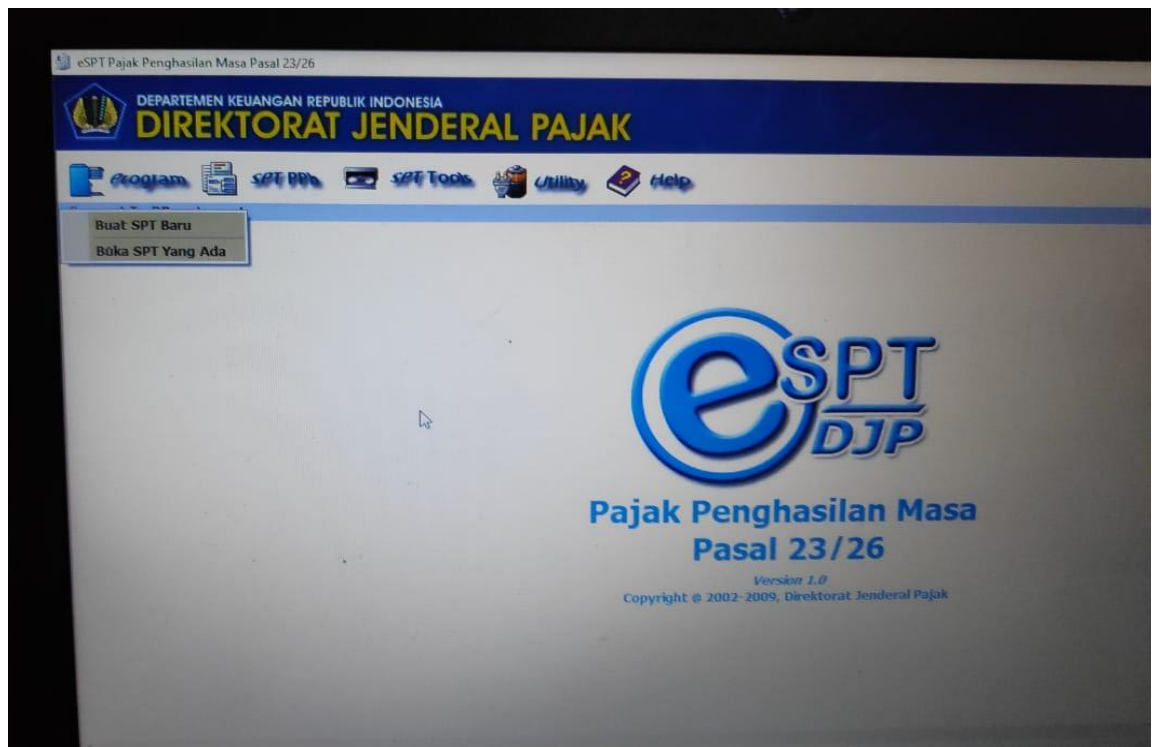 eSPT Pajak Penghasilan Masa Pasal 23/26
DEPARTEMEN KEUANGAN REPUBLIK INDONESIA
DIREKTORAT JENDERAL PAJAK
Program SPT PPh SPT Tools Utility Help
Buat SPT Baru
Buka SPT Yang Ada
eSPT
DJP
Pajak Penghasilan Masa
Pasal 23/26
Version 1.0
Copyright @ 2002-2009, Direktorat Jenderal Pajak